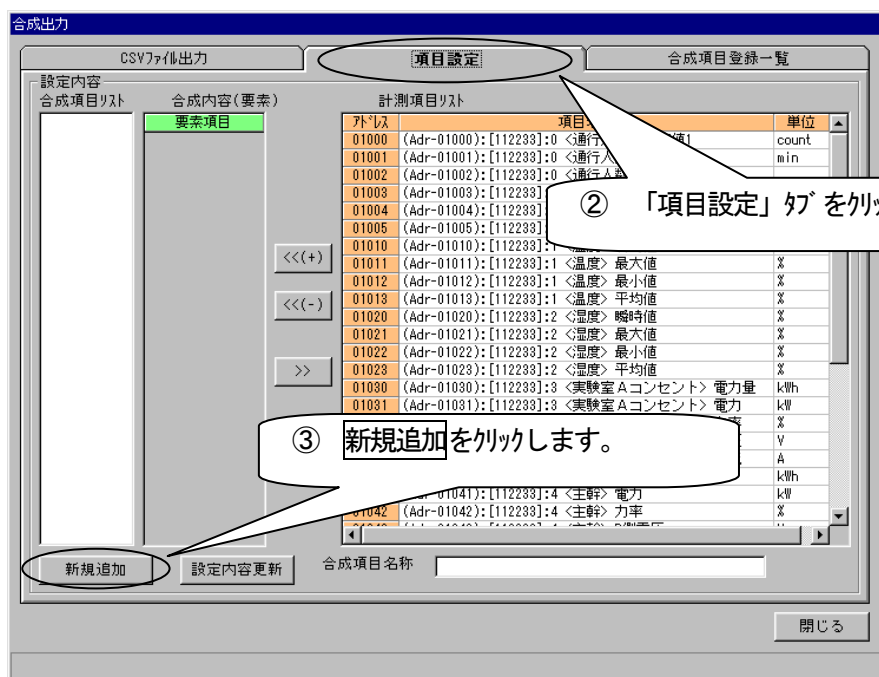 合成出力
CSVファイル出力
項目設定
合成項目登録一覧
設定内容
合成項目リスト
合成内容(要素)
計測項目リスト
要素項目
アドレス 項目 単位
01000 (Adr-01000):[112233]:0 <通行 値1 count
01001 (Adr-01001):[112233]:0 <通行人 min
01002 (Adr-01002):[112233]:0 <通行人数
01003 (Adr-01003):[112233]:
01004 (Adr-01004):[112233]:
01005 (Adr-01005):[112233]:
01010 (Adr-01010):[112233]:1
01011 (Adr-01011):[112233]:1 <温度> 最大値 %
01012 (Adr-01012):[112233]:1 <温度> 最小値 %
01013 (Adr-01013):[112233]:1 <温度> 平均値 %
01020 (Adr-01020):[112233]:2 <湿度> 瞬時値 %
01021 (Adr-01021):[112233]:2 <湿度> 最大値 %
01022 (Adr-01022):[112233]:2 <湿度> 最小値 %
01023 (Adr-01023):[112233]:2 <湿度> 平均値 %
01030 (Adr-01030):[112233]:3 <実験室Aコンセント> 電力量 kWh
01031 (Adr-01031):[112233]:3 <実験室Aコンセント> 電力 kW
%
V
A
kWh
(Adr-01041):[112233]:4 <主幹> 電力 kW
01042 (Adr-01042):[112233]:4 <主幹> 力率 %
<<(+)
<<(-)
>>
② 「項目設定」タブをクリッ
③ 新規追加をクリックします。
新規追加
設定内容更新
合成項目名称
閉じる